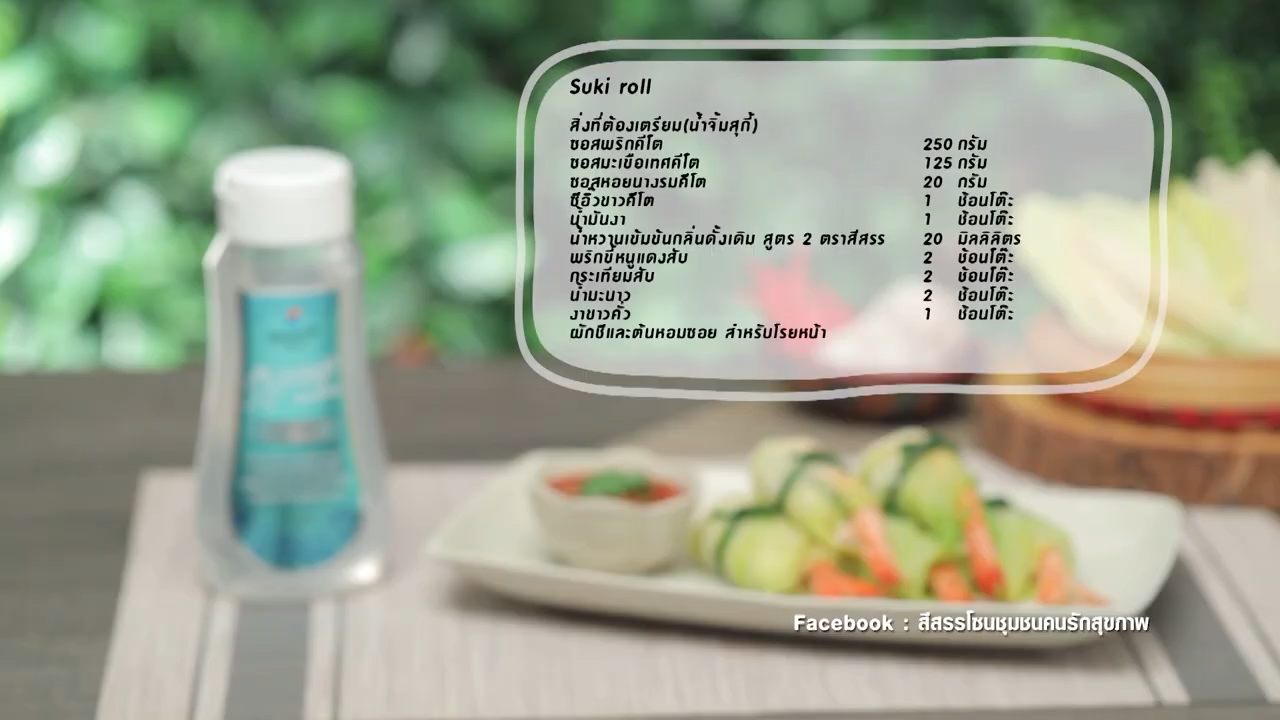 Suki roll
สิ่งที่ต้องเตรียม(น้ำจิ้มสุกี้)
ซอสพริกคีโต 250 กรัม
ซอสมะเขือเทศคีโต 125 กรัม
ซอสหอยนางรมคีโต 20 กรัม
ซีอิ๊วขาวคีโต 1 ช้อนโต๊ะ
น้ำมันงา 1 ช้อนโต๊ะ
น้ำหวานเข้มข้นกลิ่นดั้งเดิม สูตร 2 ตราสีสรร 20 มิลลิลิตร
พริกขี้หนูแดงสับ 2 ช้อนโต๊ะ
กระเทียมสับ 2 ช้อนโต๊ะ
น้ำมะนาว 2 ช้อนโต๊ะ
งาขาวคั่ว 1 ช้อนโต๊ะ
ผักชีและต้นหอมซอย สำหรับโรยหน้า
Facebook : สีสรรโซนชุมชนคนรักสุขภาพ